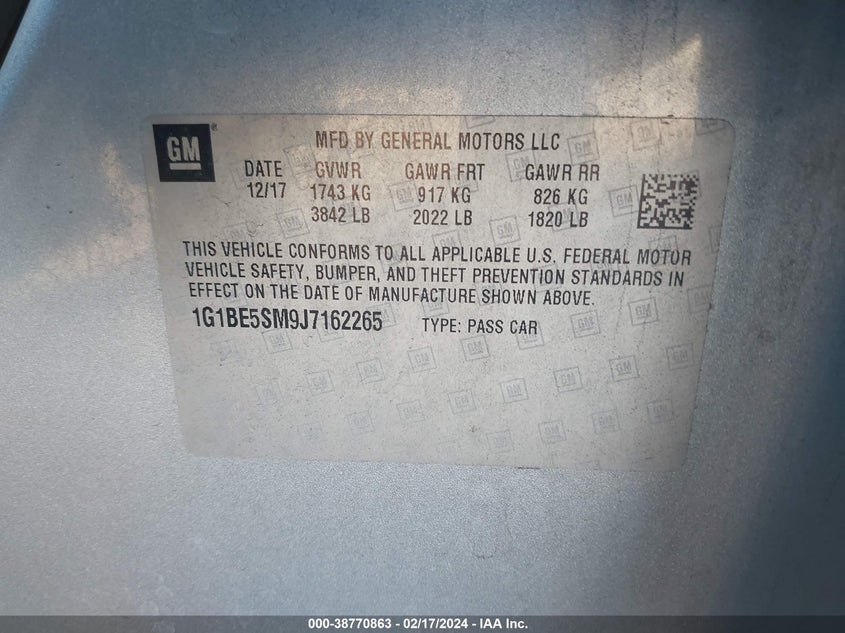 GM ® MFD BY GENERAL MOTORS LLC
DATE GVWR GAWR FRT GAWR RR
12/17 1743 KG 917 KG 826 KG
3842 LB 2022 LB 1820 LB
THIS VEHICLE CONFORMS TO ALL APPLICABLE U.S. FEDERAL MOTOR
VEHICLE SAFETY, BUMPER, AND THEFT PREVENTION STANDARDS IN
EFFECT ON THE DATE OF MANUFACTURE SHOWN ABOVE.
1G1BE5SM9J7162265 TYPE: PASS CAR
000-38770863 - 02/17/2024 - IAA Inc.